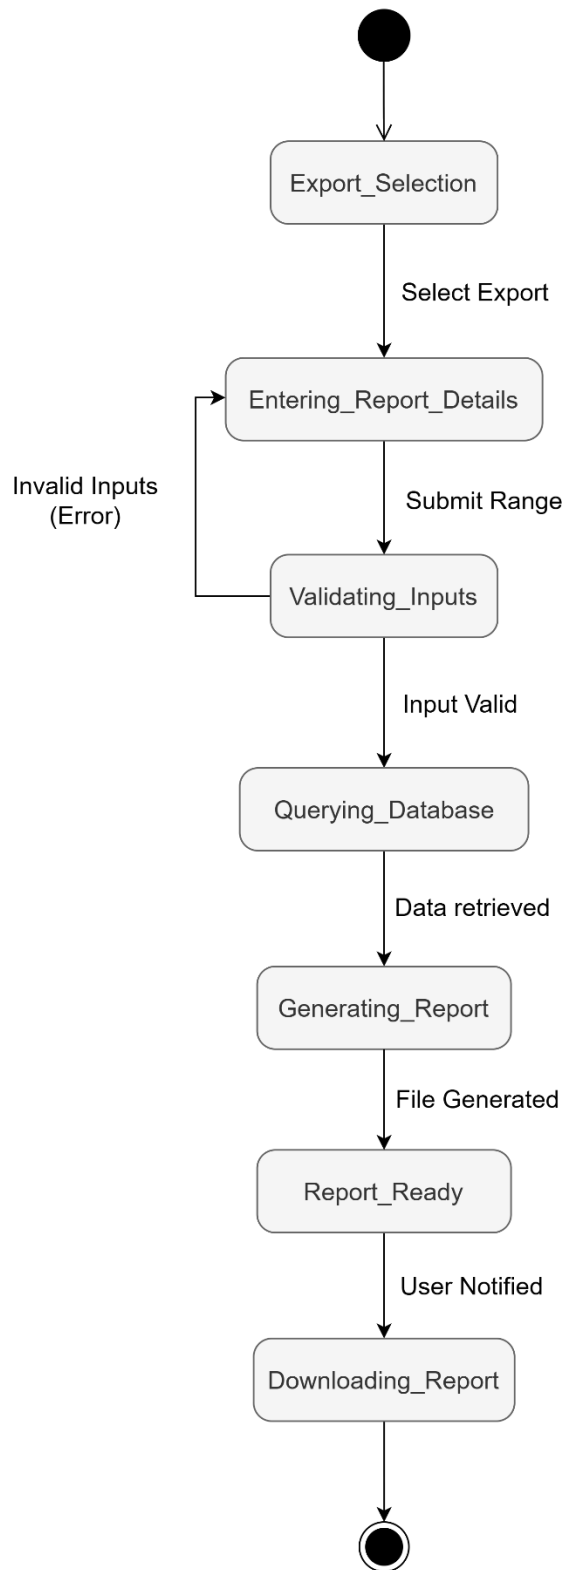 Export_Selection
Select Export
Entering_Report_Details
Invalid Inputs
(Error)
Submit Range
Validating_Inputs
Input Valid
Querying_Database
Data retrieved
Generating_Report
File Generated
Report_Ready
User Notified
Downloading_Report